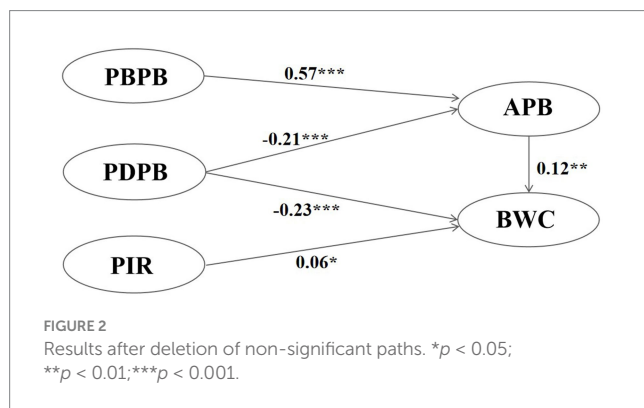 PBPB
0.57***
APB
-0.21***
PDPB
0.12**
-0.23***
BWC
PIR
0.06*
FIGURE 2
Results after deletion of non-significant paths. *p < 0.05;
**p < 0.01;***p < 0.001.